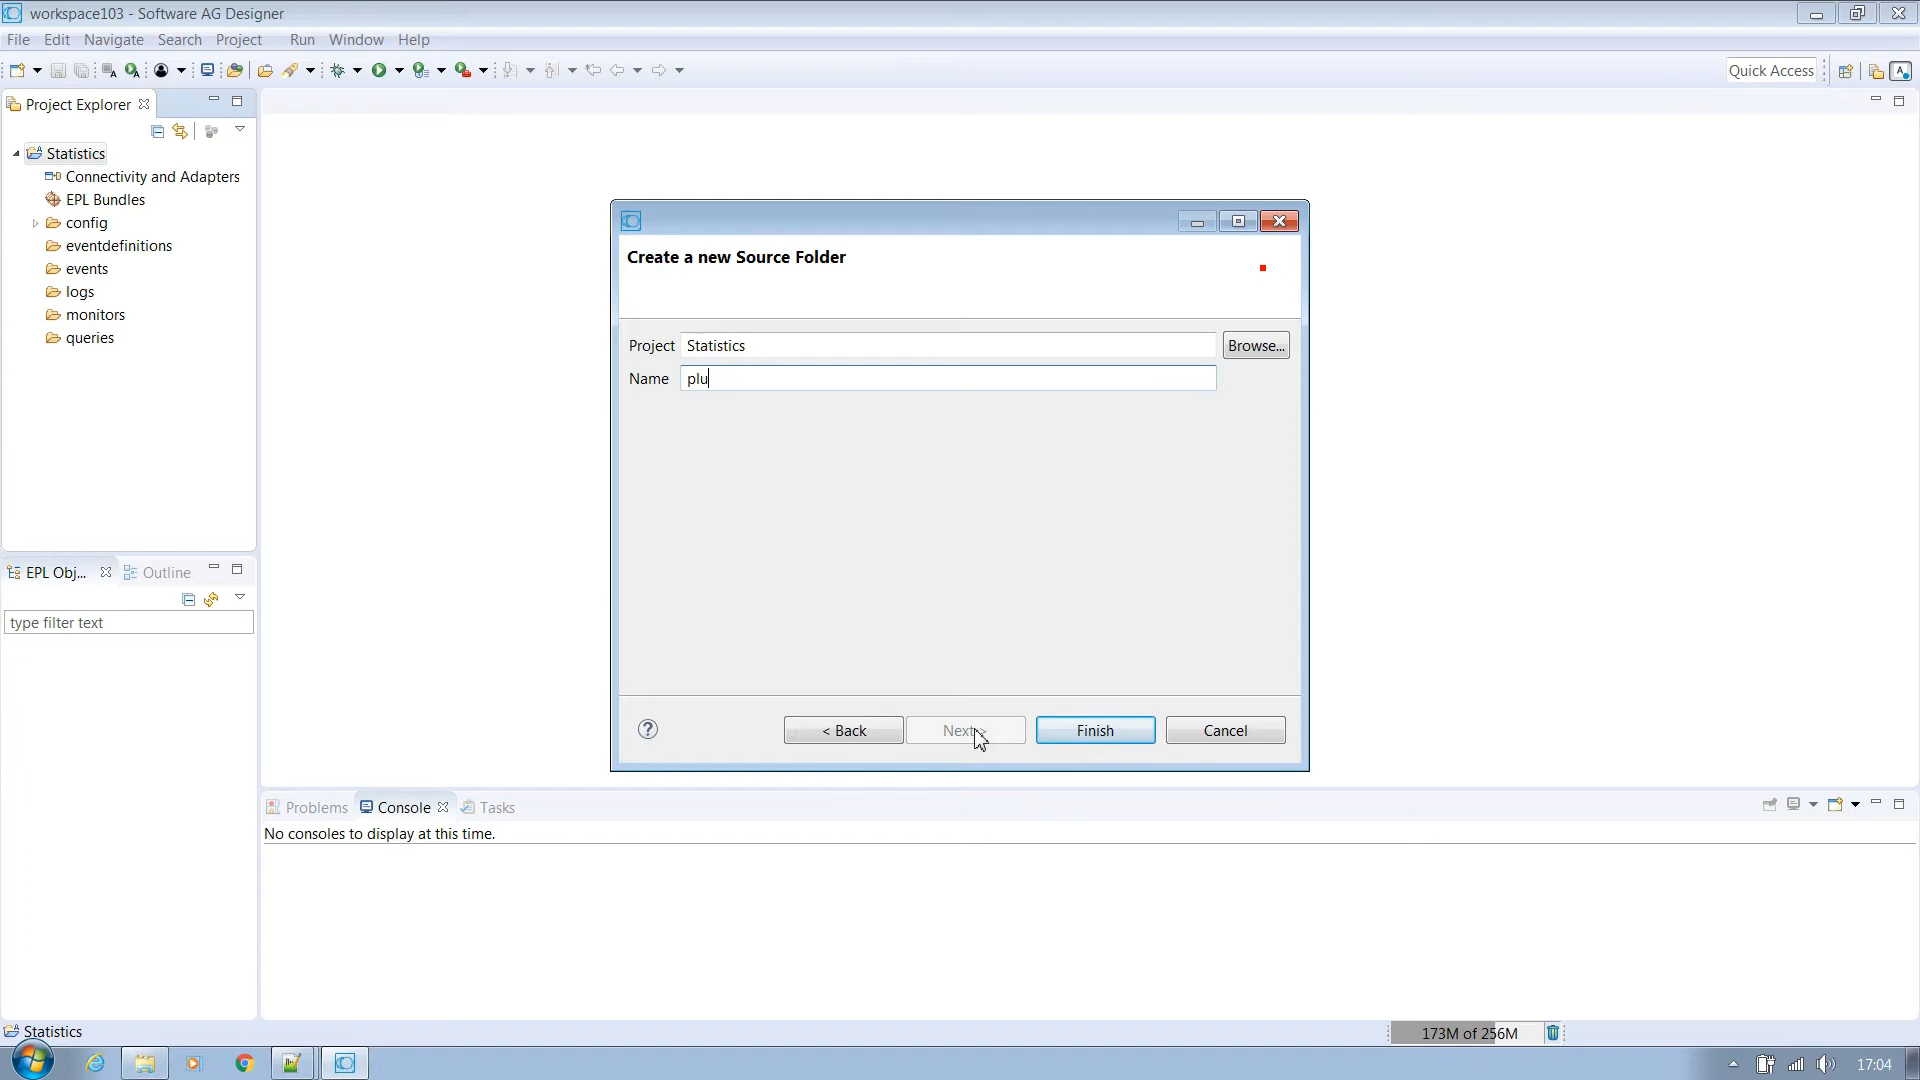 workspace103 - Software AG Designer
File Edit Navigate Search Project Run Window Help
Quick Access
Project Explorer
Statistics
Connectivity and Adapters
EPL Bundles
config
eventdefinitions
events
logs
monitors
queries
EPL Obj... Outline
type filter text
Create a new Source Folder
Project Statistics Browse...
Name plu
< Back Next > Finish Cancel
Problems Console Tasks
No consoles to display at this time.
Statistics
173M of 256M
17:04